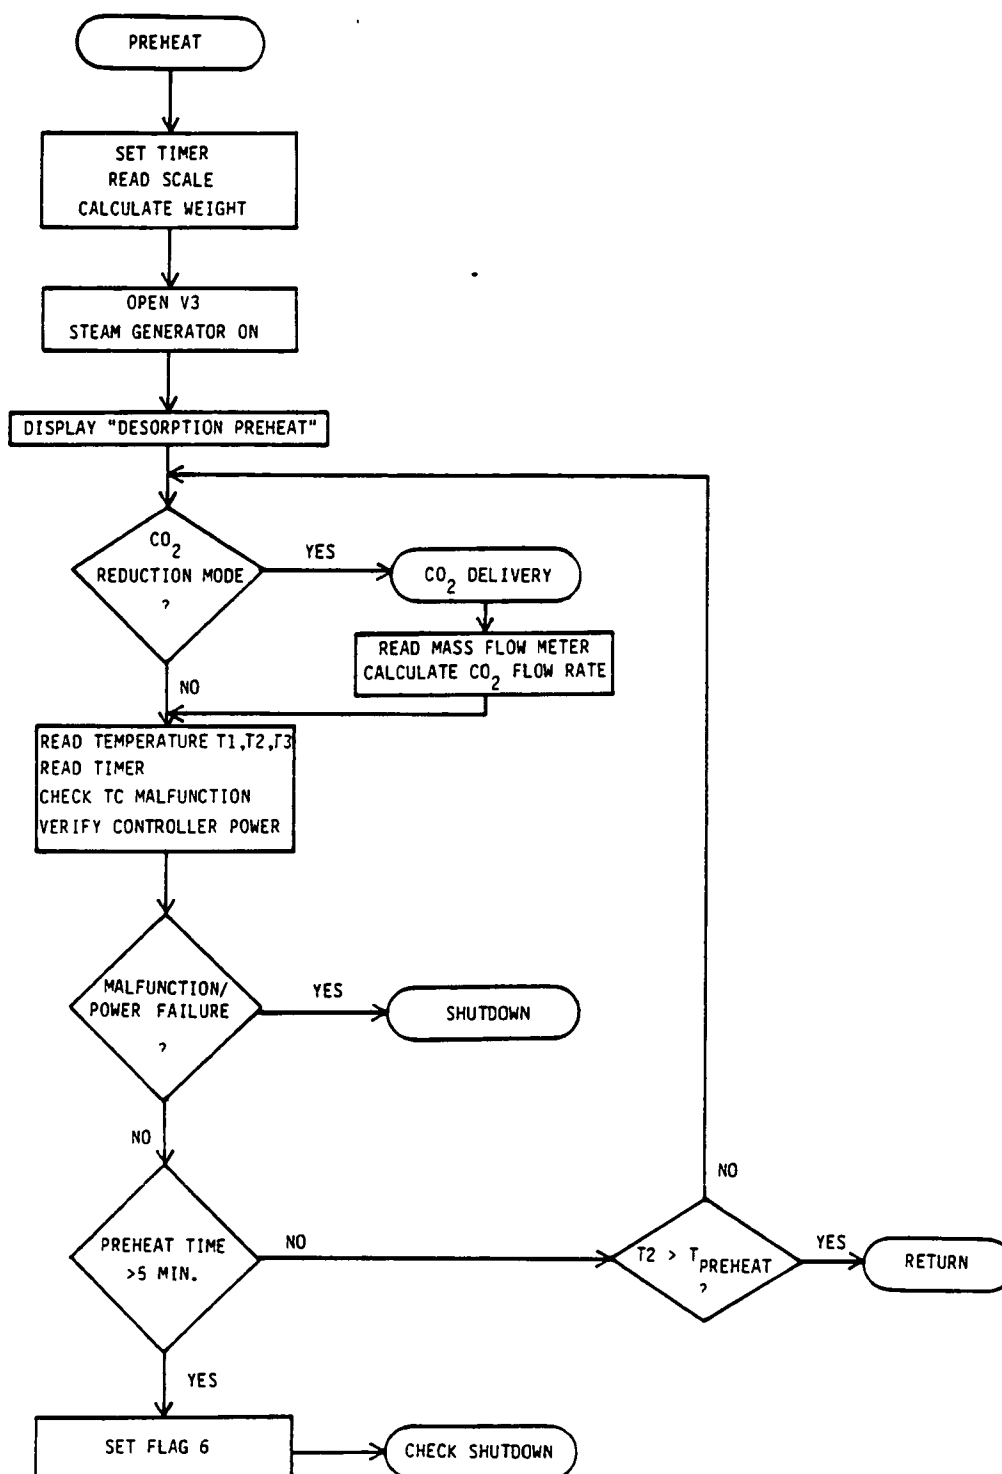 PREHEAT
SET TIMER
READ SCALE
CALCULATE WEIGHT
OPEN V3
STEAM GENERATOR ON
DISPLAY "DESORPTION PREHEAT"
CO2
REDUCTION MODE
?
YES
CO2 DELIVERY
READ MASS FLOW METER
CALCULATE CO2 FLOW RATE
NO
READ TEMPERATURE T1,T2,T3
READ TIMER
CHECK TC MALFUNCTION
VERIFY CONTROLLER POWER
MALFUNCTION/
POWER FAILURE
?
YES
SHUTDOWN
NO
PREHEAT TIME
>5 MIN.
NO
T2 > TPREHEAT
?
NO
YES
RETURN
YES
SET FLAG 6
CHECK SHUTDOWN